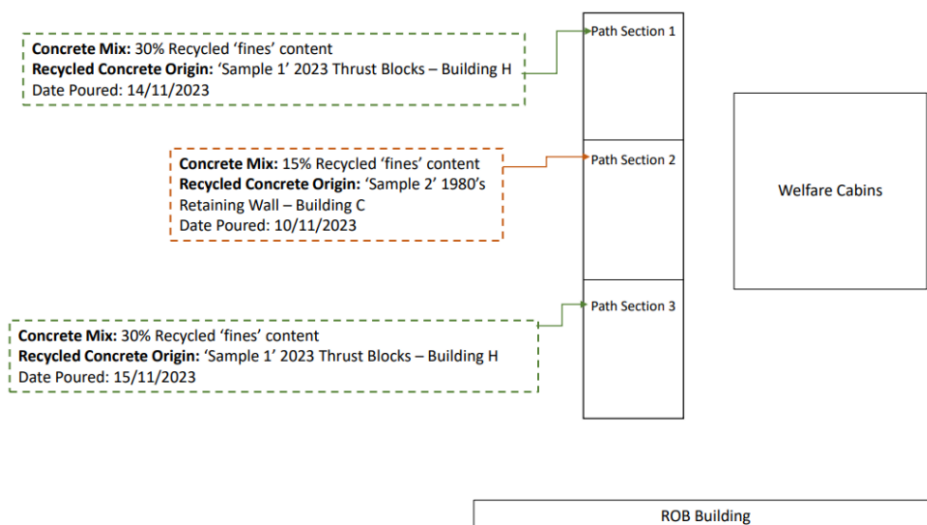 Concrete Mix: 30% Recycled ‘fines’ content
Recycled Concrete Origin: ‘Sample 1’ 2023 Thrust Blocks – Building H
Date Poured: 14/11/2023
Path Section 1
Concrete Mix: 15% Recycled ‘fines’ content
Recycled Concrete Origin: ‘Sample 2’ 1980’s
Retaining Wall – Building C
Date Poured: 10/11/2023
Path Section 2
Welfare Cabins
Concrete Mix: 30% Recycled ‘fines’ content
Recycled Concrete Origin: ‘Sample 1’ 2023 Thrust Blocks – Building H
Date Poured: 15/11/2023
Path Section 3
ROB Building